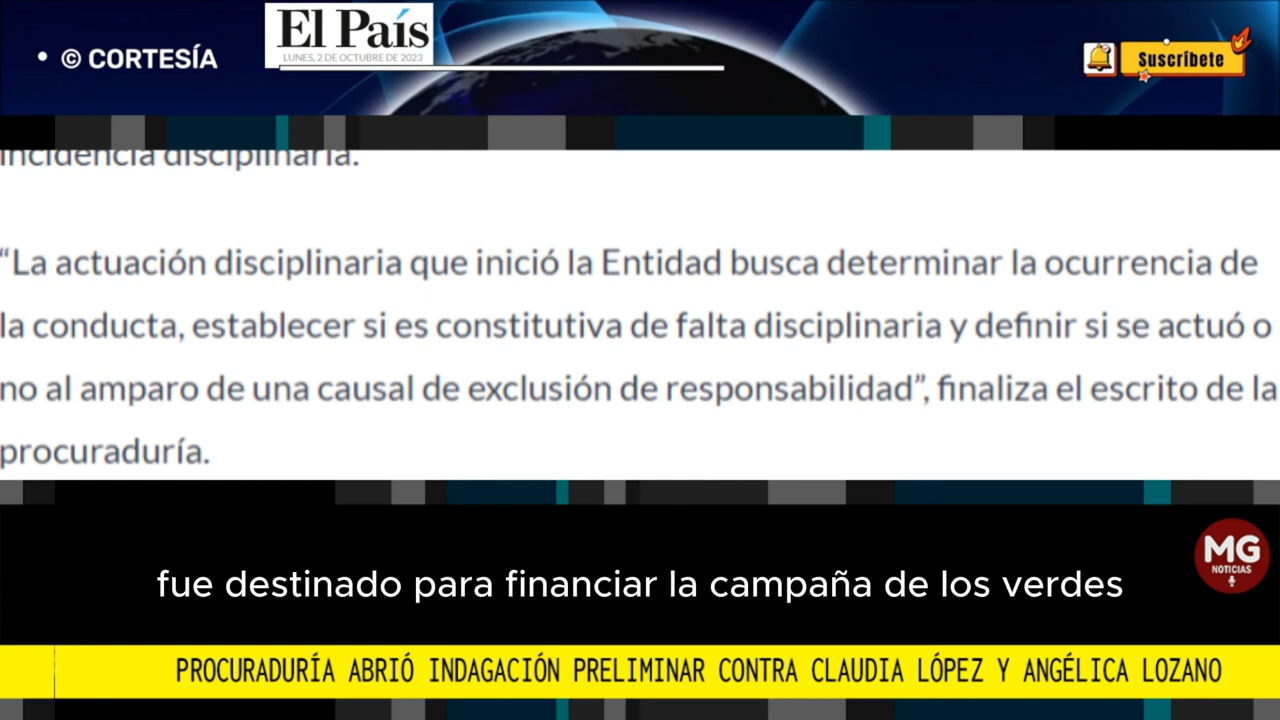 • © CORTESÍA
El País
LUNES, 2 DE OCTUBRE DE 2023
Suscríbete
incidencia disciplinaria.
“La actuación disciplinaria que inició la Entidad busca determinar la ocurrencia de
la conducta, establecer si es constitutiva de falta disciplinaria y definir si se actuó o
no al amparo de una causal de exclusión de responsabilidad”, finaliza el escrito de la
procuraduría.
MG
NOTICIAS
fue destinado para financiar la campaña de los verdes
PROCURADURÍA ABRIÓ INDAGACIÓN PRELIMINAR CONTRA CLAUDIA LÓPEZ Y ANGÉLICA LOZANO